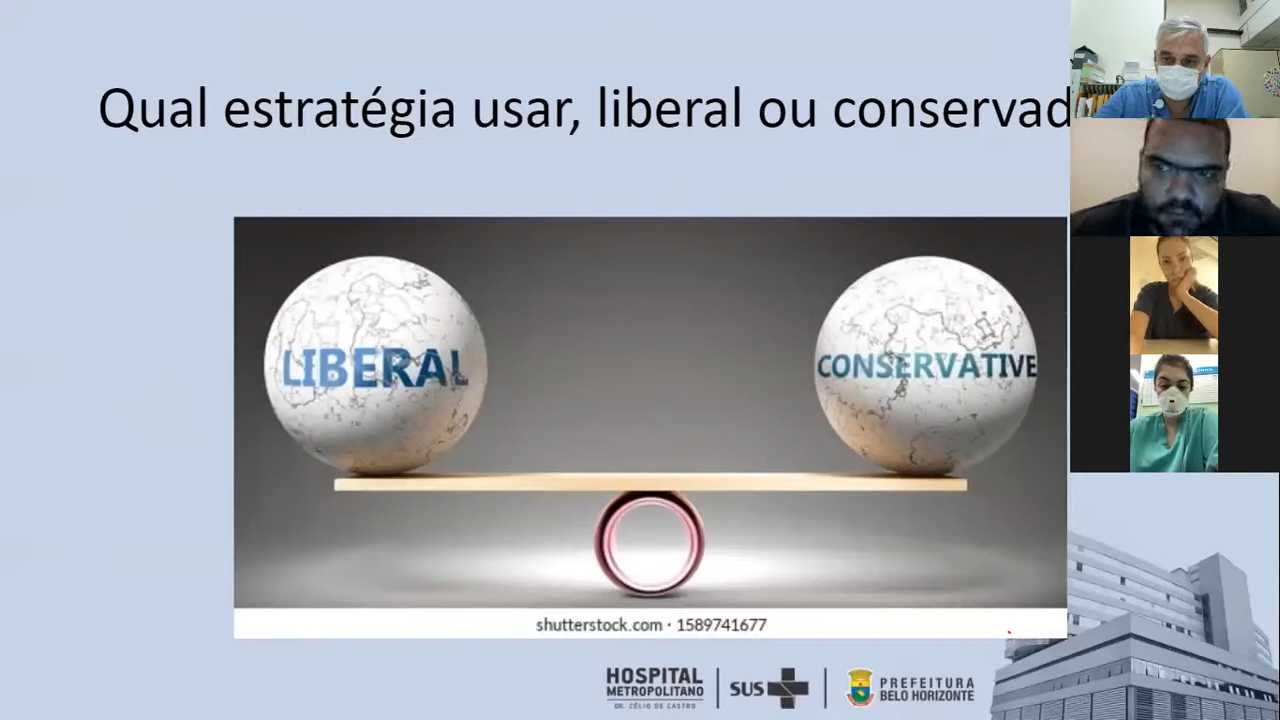 Qual estratégia usar, liberal ou conservad
LIBERAL
CONSERVATIVE
shutterstock.com · 1589741677
HOSPITAL
METROPOLITANO
DR. CÉLIO DE CASTRO
SUS
PREFEITURA
BELO HORIZONTE